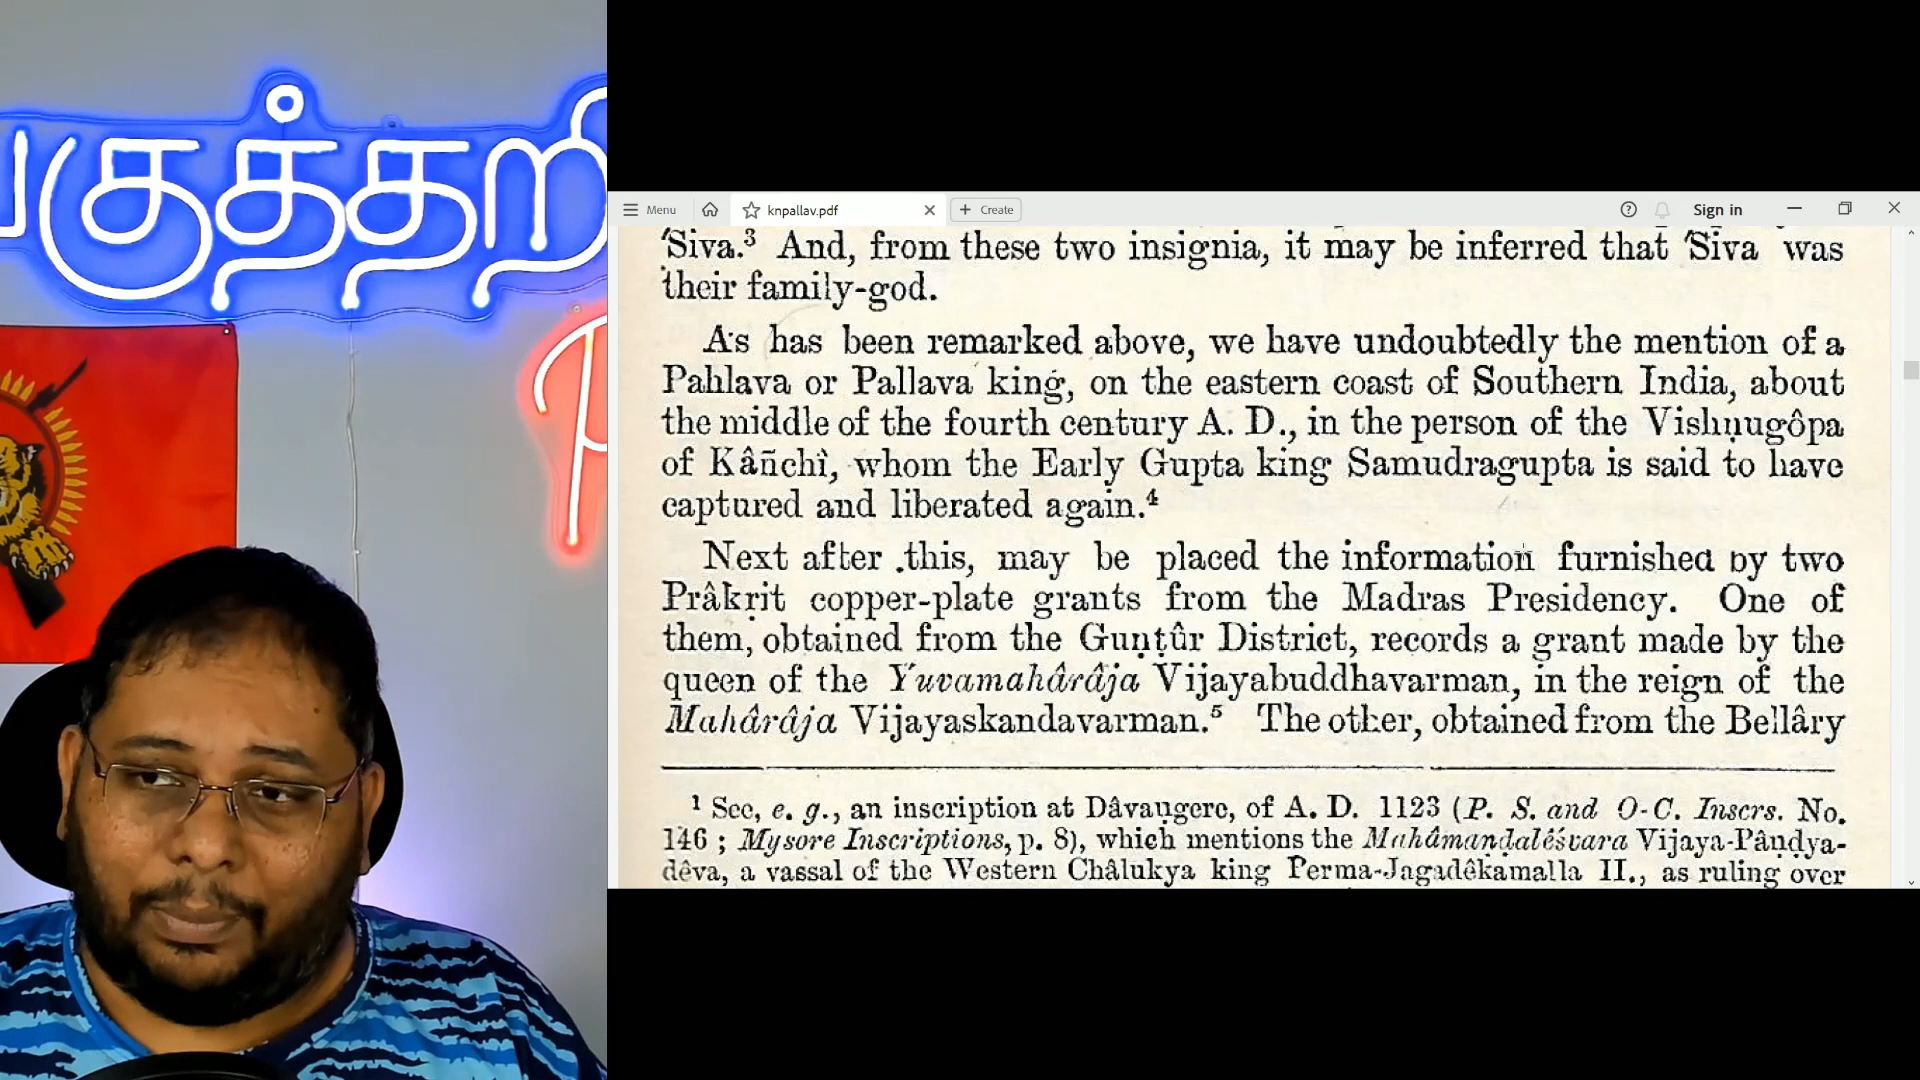 குத்தறி
Menu
knpallav.pdf
Create
Sign in
'Siva.³ And, from these two insignia, it may be inferred that 'Siva was
their family-god.
As has been remarked above, we have undoubtedly the mention of a
Pahlava or Pallava king, on the eastern coast of Southern India, about
the middle of the fourth century A. D., in the person of the Vishṇugôpa
of Kâñchî, whom the Early Gupta king Samudragupta is said to have
captured and liberated again.⁴
Next after this, may be placed the information furnished by two
Prâkṛit copper-plate grants from the Madras Presidency. One of
them, obtained from the Guṇṭûr District, records a grant made by the
queen of the Yuvamahârâja Vijayabuddhavarman, in the reign of the
Mahârâja Vijayaskandavarman.⁵ The other, obtained from the Bellâry
¹ See, e. g., an inscription at Dâvaṇgere, of A. D. 1123 (P. S. and O-C. Inscrs. No.
146 ; Mysore Inscriptions, p. 8), which mentions the Mahâmaṇḍalêśvara Vijaya-Pâṇḍya-
dêva, a vassal of the Western Châlukya king Perma-Jagadêkamalla II., as ruling over